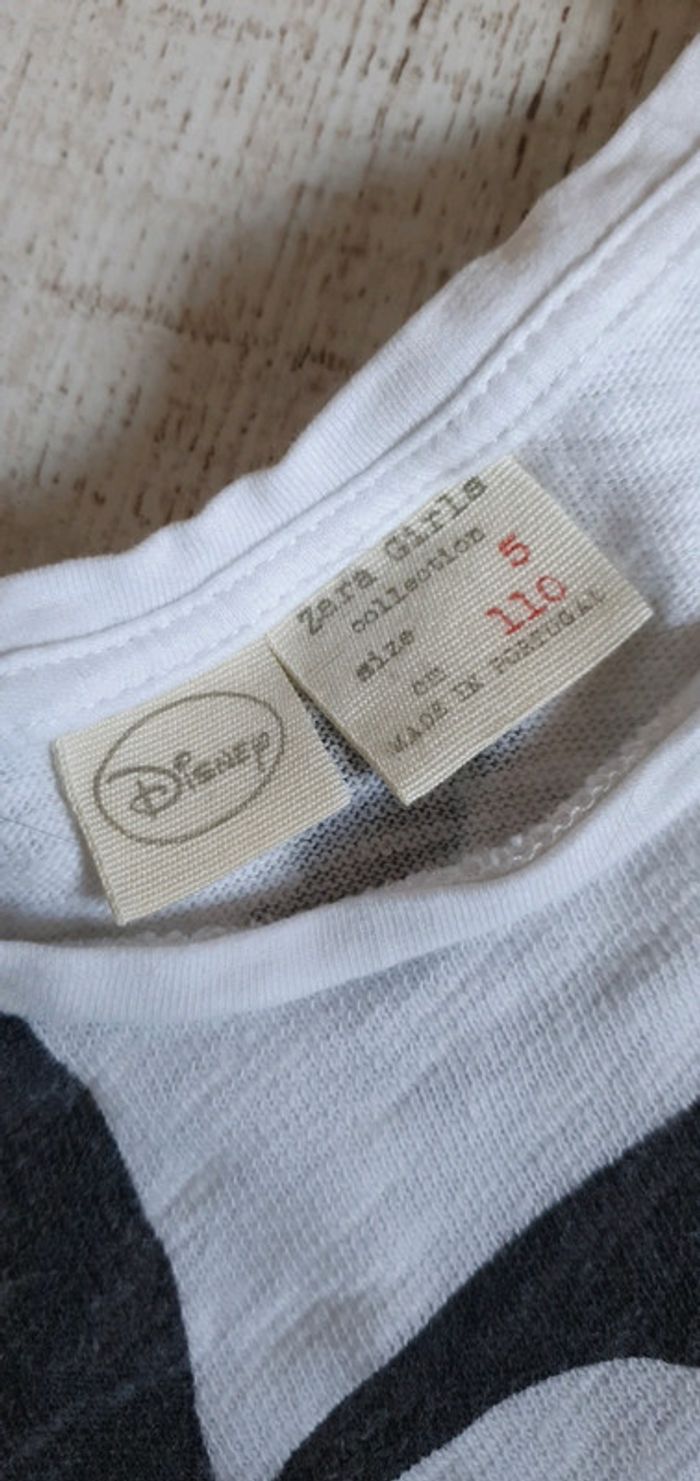 Disney
Zara Girls
collection
size 5
cm 110
MADE IN PORTUGAL